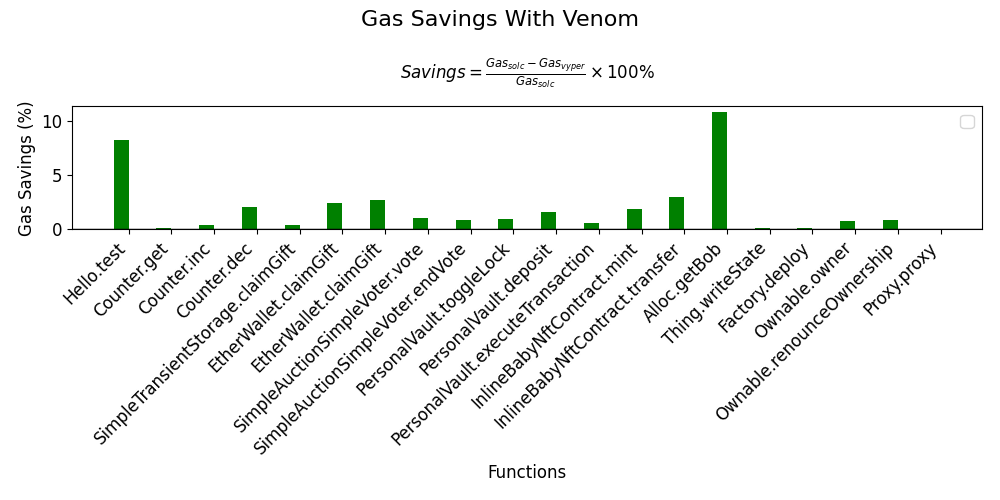 Gas Savings With Venom
Savings = Gas_solc − Gas_vyper / Gas_solc × 100%
Gas Savings (%)
10
5
0
Hello.test
Counter.get
Counter.inc
Counter.dec
SimpleTransientStorage.claimGift
EtherWallet.claimGift
EtherWallet.claimGift
SimpleAuctionSimpleVoter.vote
SimpleAuctionSimpleVoter.endVote
PersonalVault.toggleLock
PersonalVault.deposit
PersonalVault.executeTransaction
InlineBabyNftContract.mint
InlineBabyNftContract.transfer
Alloc.getBob
Thing.writeState
Factory.deploy
Ownable.owner
Ownable.renounceOwnership
Proxy.proxy
Functions